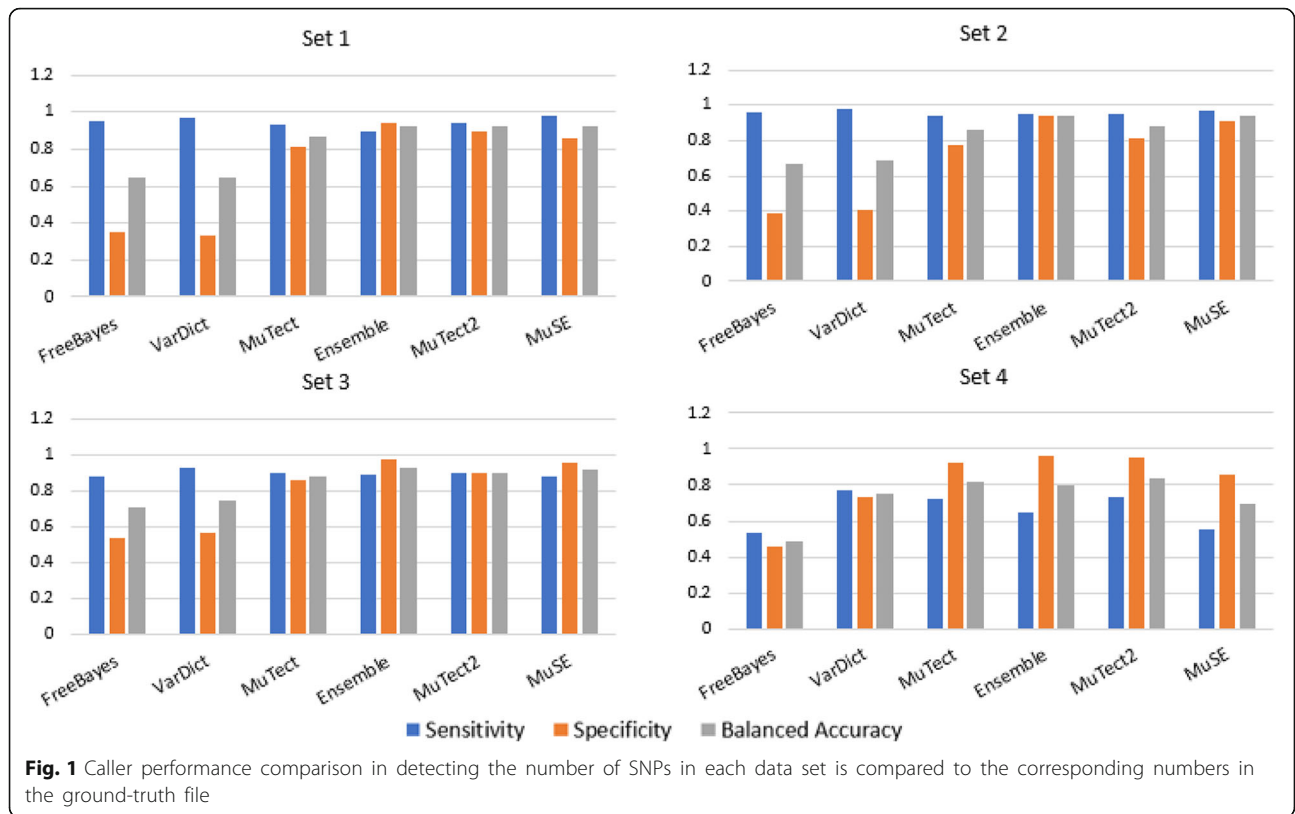 Set 1
1.2
1
0.8
0.6
0.4
0.2
0
FreeBayes
VarDict
MuTect
Ensemble
MuTect2
MuSE
Set 2
1.2
1
0.8
0.6
0.4
0.2
0
FreeBayes
VarDict
MuTect
Ensemble
MuTect2
MuSE
Set 3
1.2
1
0.8
0.6
0.4
0.2
0
FreeBayes
VarDict
MuTect
Ensemble
MuTect2
MuSE
Set 4
1.2
1
0.8
0.6
0.4
0.2
0
FreeBayes
VarDict
MuTect
Ensemble
MuTect2
MuSE
Sensitivity Specificity Balanced Accuracy
Fig. 1 Caller performance comparison in detecting the number of SNPs in each data set is compared to the corresponding numbers in
the ground-truth file